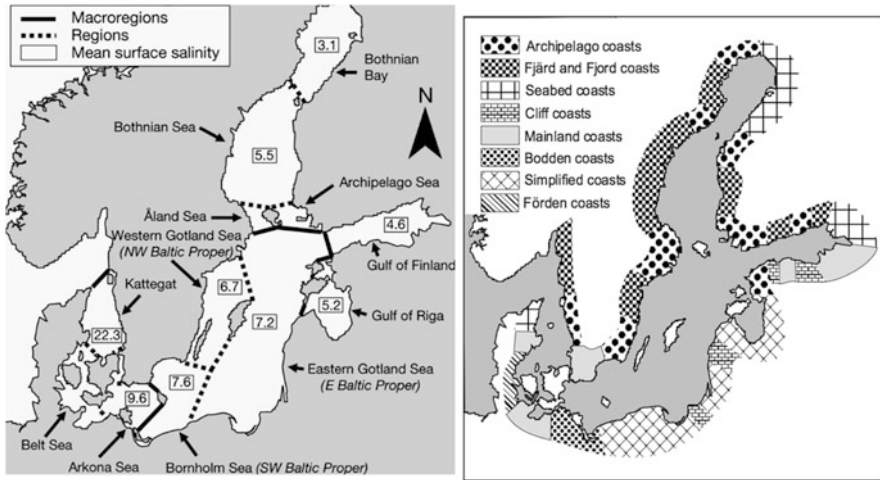 Macroregions
Regions
Mean surface salinity
3.1
Bothnian
Bay
N
Bothnian Sea
5.5
Archipelago Sea
Åland Sea
4.6
Western Gotland Sea
(NW Baltic Proper)
Gulf of Finland
Kattegat
6.7
5.2
Gulf of Riga
7.2
22.3
Eastern Gotland Sea
(E Baltic Proper)
7.6
9.6
Belt Sea
Arkona Sea
Bornholm Sea (SW Baltic Proper)
Archipelago coasts
Fjärd and Fjord coasts
Seabed coasts
Cliff coasts
Mainland coasts
Bodden coasts
Simplified coasts
Förden coasts